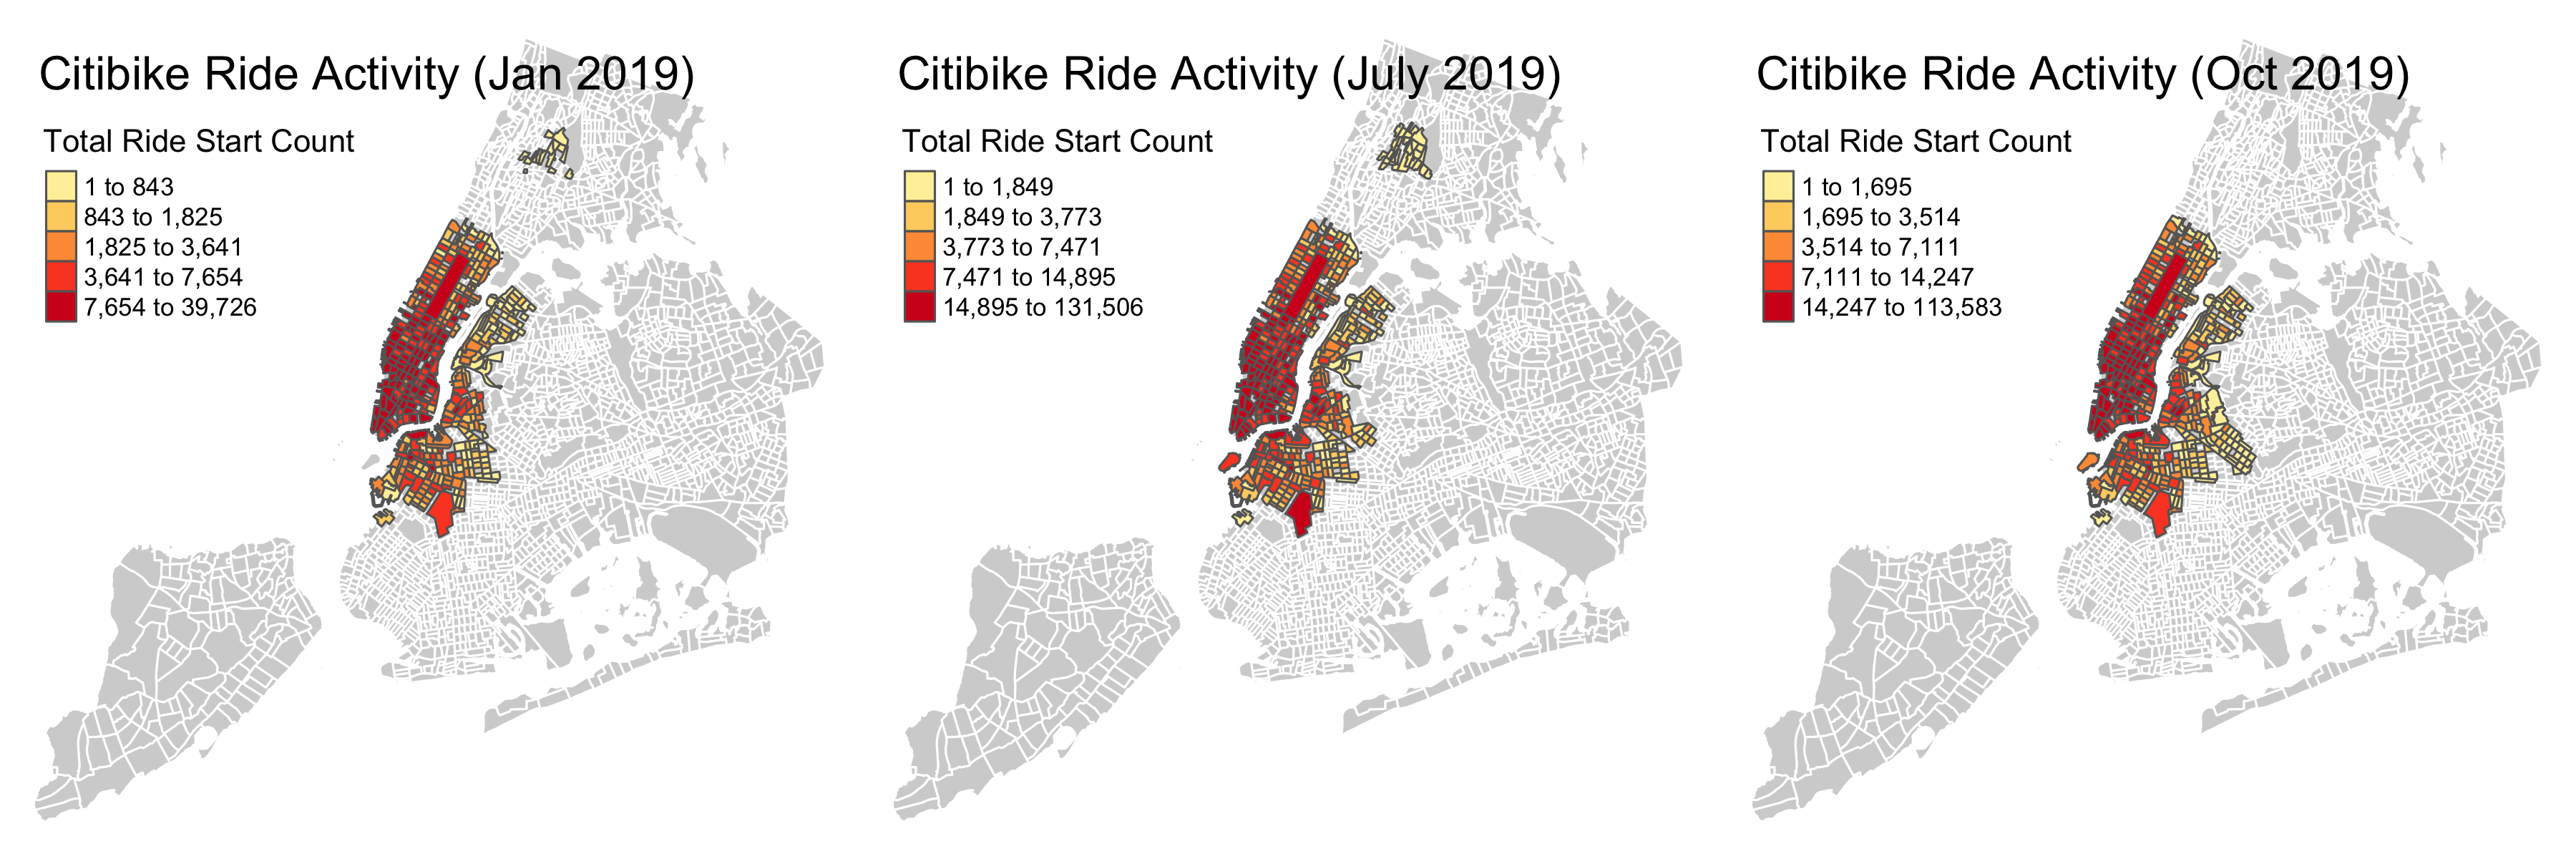 Citibike Ride Activity (Jan 2019)
Total Ride Start Count
1 to 843
843 to 1,825
1,825 to 3,641
3,641 to 7,654
7,654 to 39,726
Citibike Ride Activity (July 2019)
Total Ride Start Count
1 to 1,849
1,849 to 3,773
3,773 to 7,471
7,471 to 14,895
14,895 to 131,506
Citibike Ride Activity (Oct 2019)
Total Ride Start Count
1 to 1,695
1,695 to 3,514
3,514 to 7,111
7,111 to 14,247
14,247 to 113,583